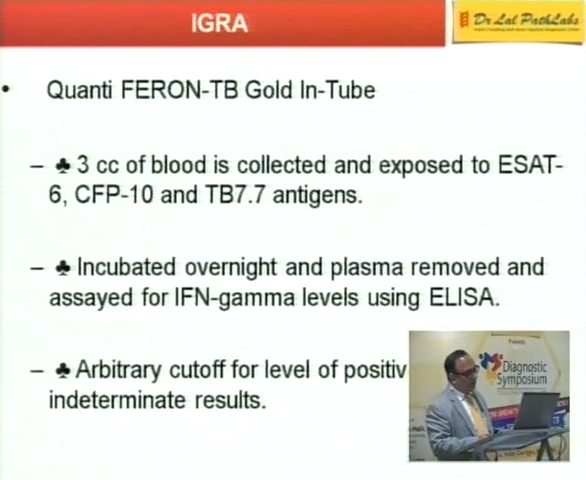 IGRA
Dr Lal PathLabs
• Quanti FERON-TB Gold In-Tube
– ♣ 3 cc of blood is collected and exposed to ESAT-
6, CFP-10 and TB7.7 antigens.
– ♣ Incubated overnight and plasma removed and
assayed for IFN-gamma levels using ELISA.
– ♣ Arbitrary cutoff for level of positiv
indeterminate results.
Diagnostic
Symposium